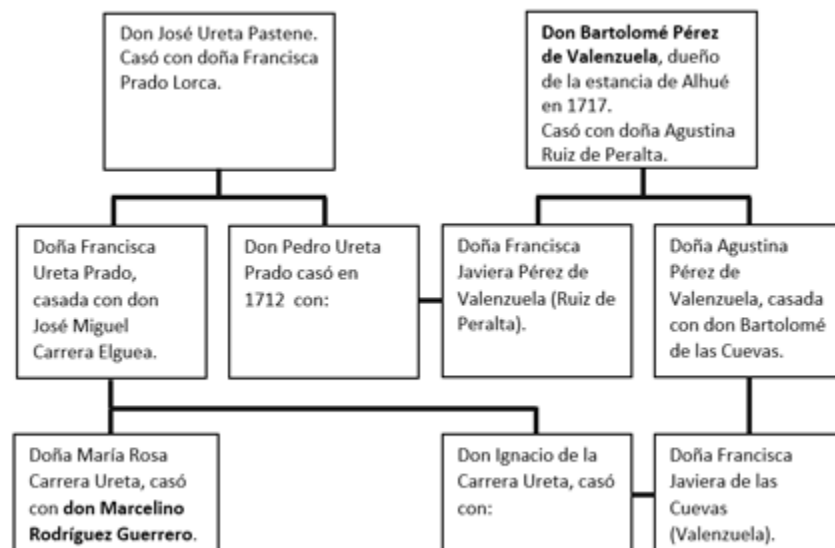 Don José Ureta Pastene.
Casó con doña Francisca
Prado Lorca.
Don Bartolomé Pérez
de Valenzuela, dueño
de la estancia de Alhué
en 1717.
Casó con doña Agustina
Ruiz de Peralta.
Doña Francisca
Ureta Prado,
casada con don
José Miguel
Carrera Elguea.
Don Pedro Ureta
Prado casó en
1712 con:
Doña Francisca
Javiera Pérez de
Valenzuela (Ruiz de
Peralta).
Doña Agustina
Pérez de
Valenzuela, casada
con don Bartolomé
de las Cuevas.
Doña María Rosa
Carrera Ureta, casó
con don Marcelino
Rodríguez Guerrero.
Don Ignacio de la
Carrera Ureta, casó
con:
Doña Francisca
Javiera de las
Cuevas
(Valenzuela).